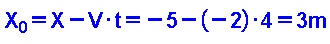 X₀ = X − V·t = −5 − (−2)·4 = 3m